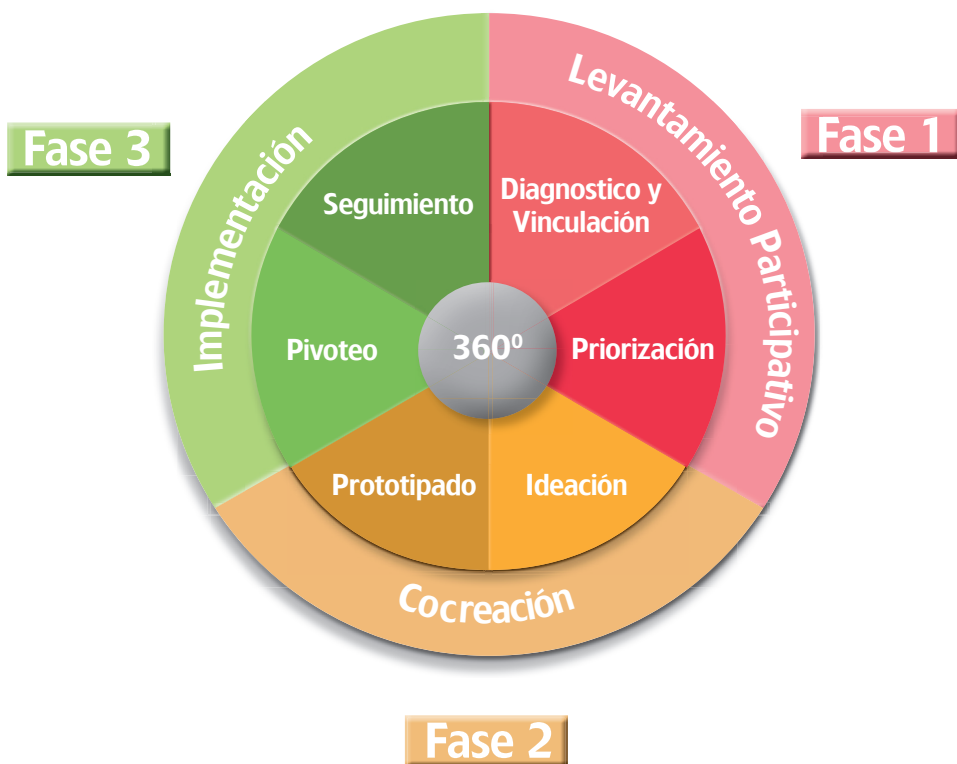 Fase 1
Levantamiento Participativo
Diagnostico y
Vinculación
Priorización
Fase 2
Cocreación
Ideación
Prototipado
Fase 3
Implementación
Pivoteo
Seguimiento
360⁰